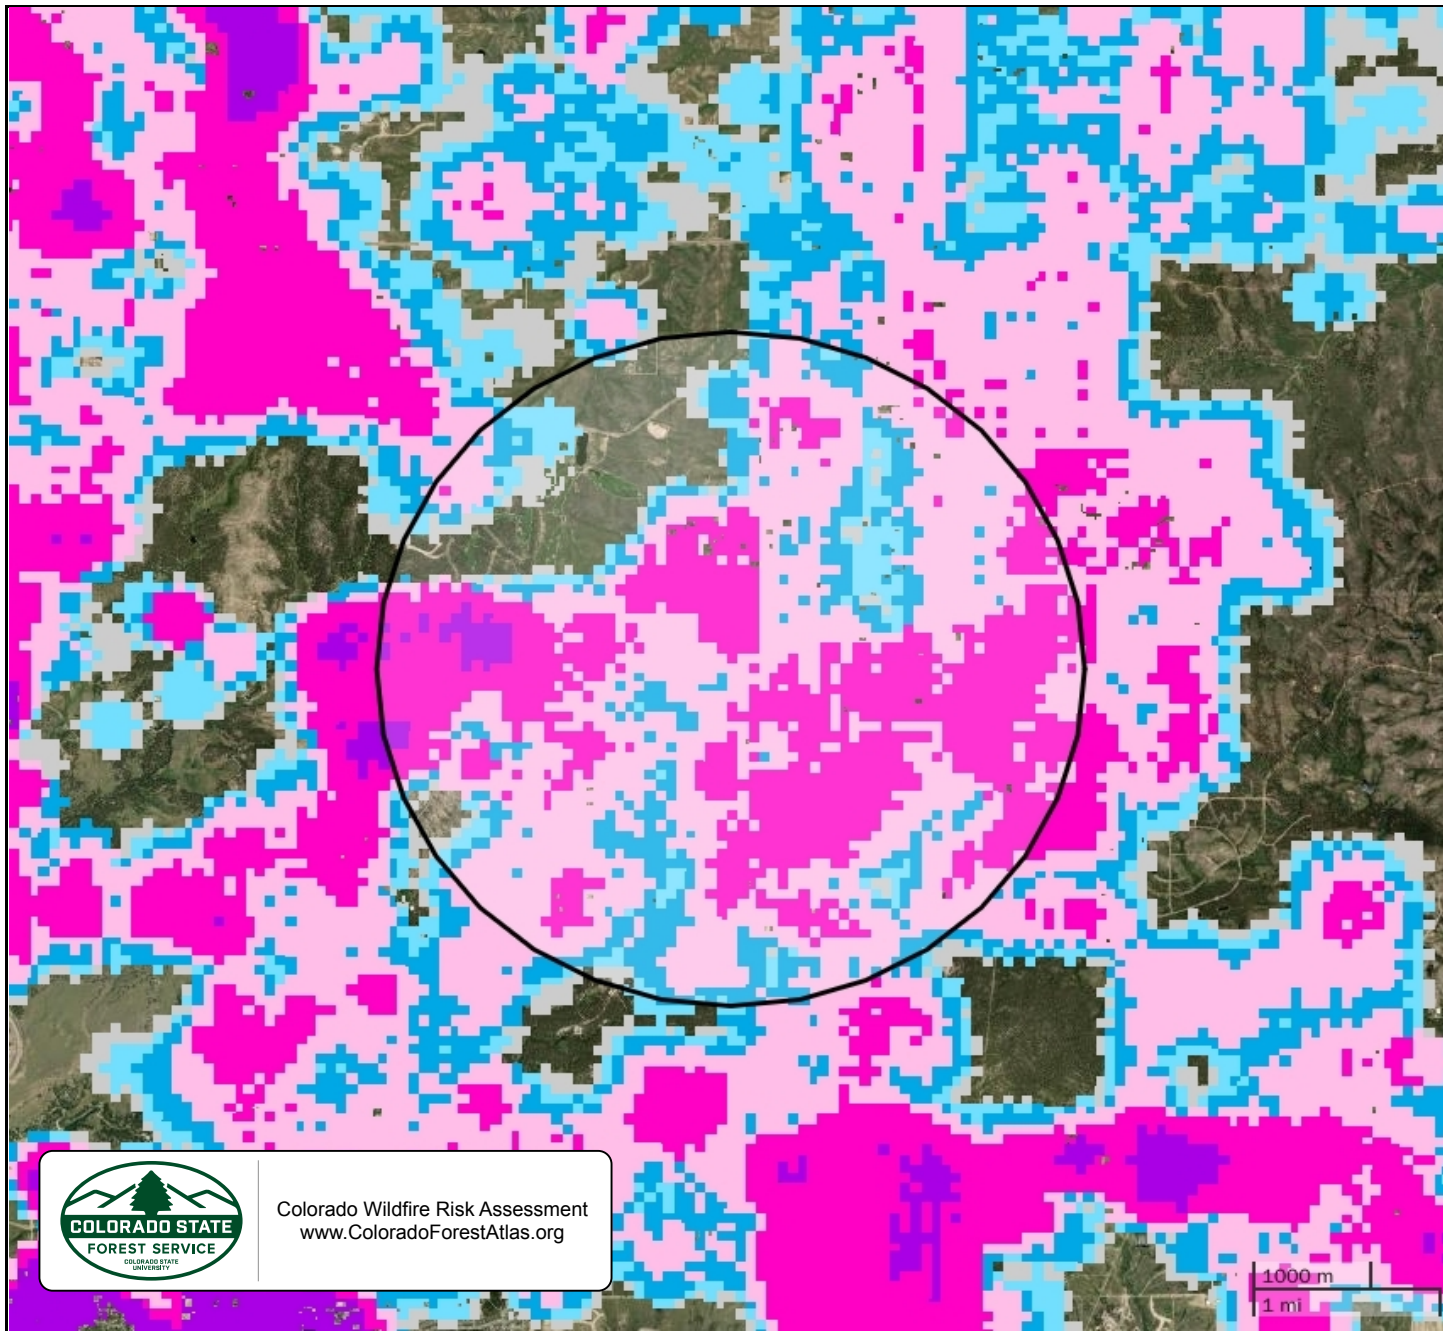 COLORADO STATE
FOREST SERVICE
COLORADO STATE
UNIVERSITY
Colorado Wildfire Risk Assessment
www.ColoradoForestAtlas.org
1000 m
1 mi